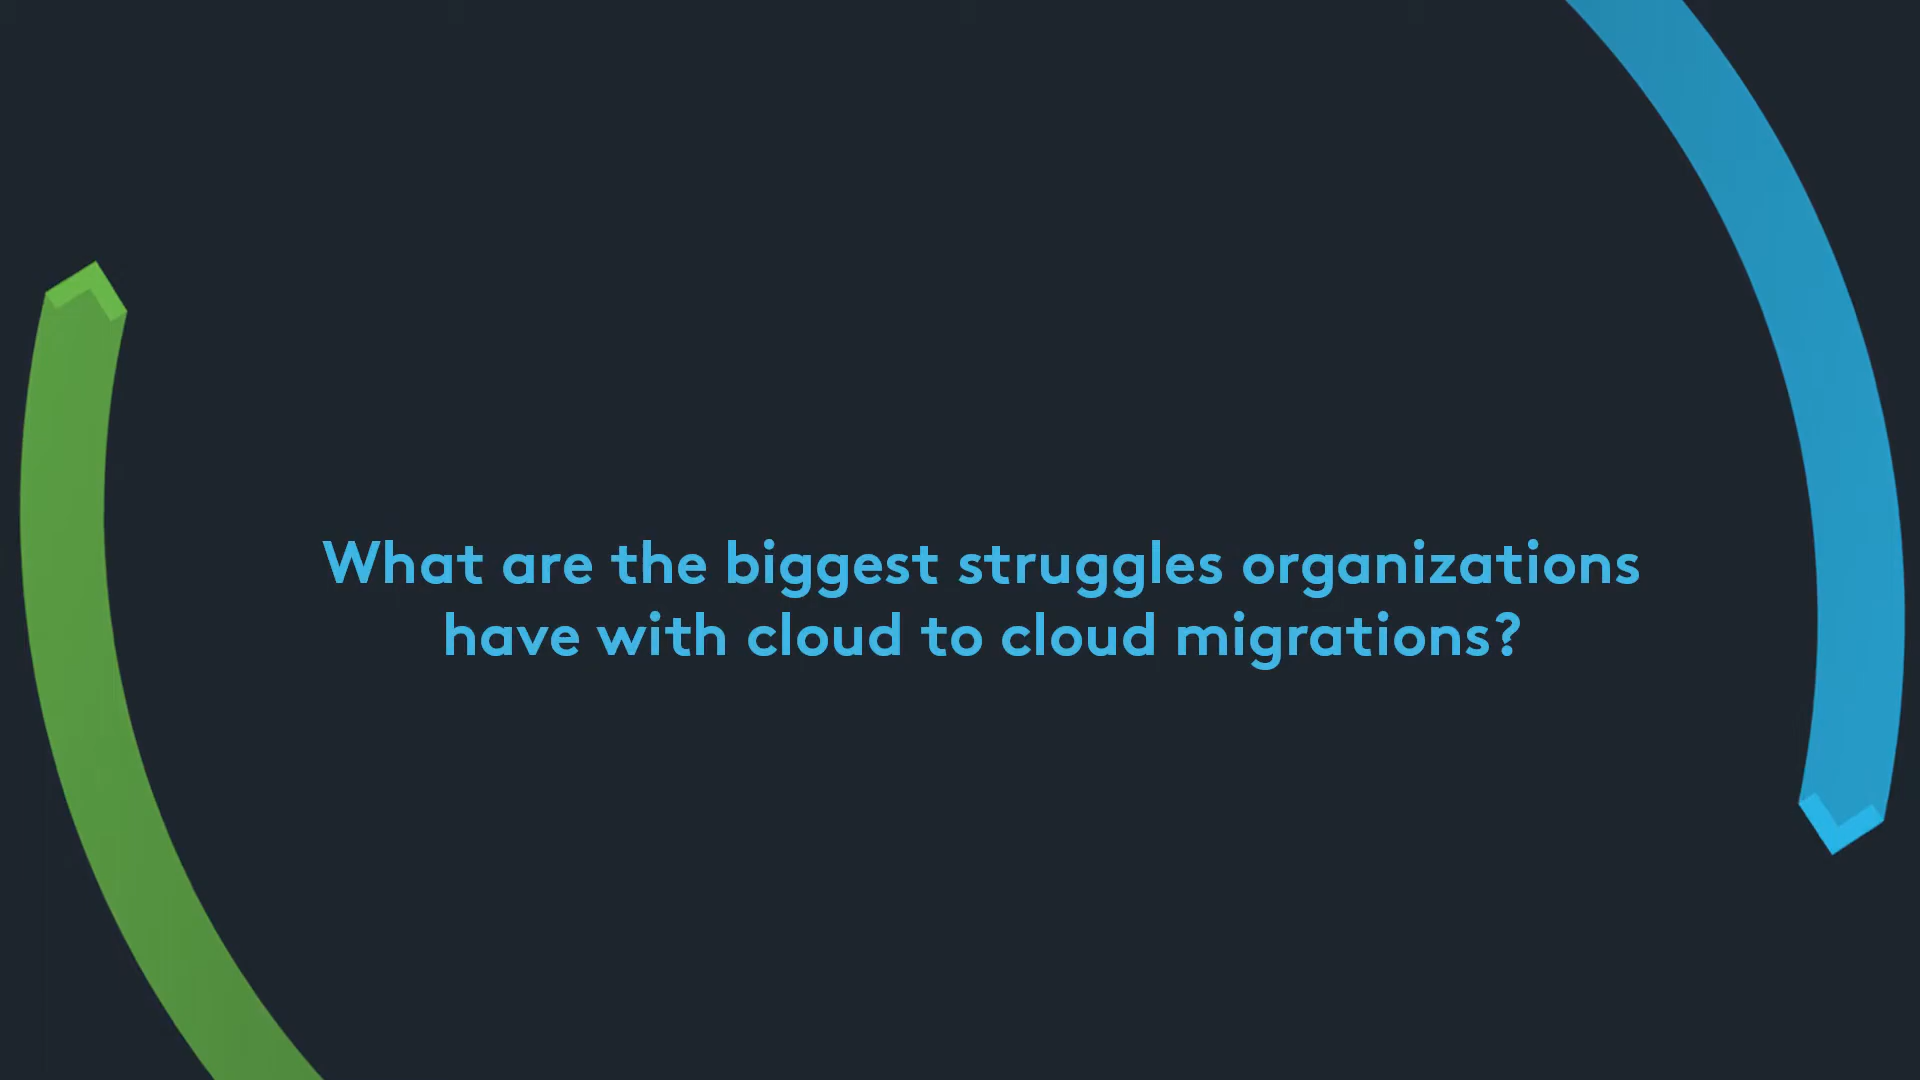 What are the biggest struggles organizations
have with cloud to cloud migrations?